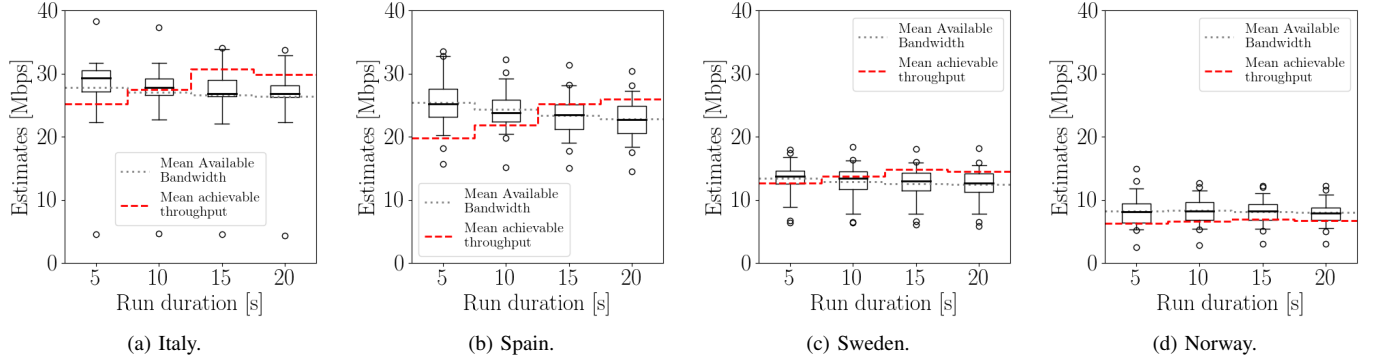 40
30
20
10
0
Estimates [Mbps]
Mean Available
Bandwidth
Mean achievable
throughput
5 10 15 20
Run duration [s]
(a) Italy.
40
30
20
10
0
Estimates [Mbps]
Mean Available
Bandwidth
Mean achievable
throughput
5 10 15 20
Run duration [s]
(b) Spain.
40
30
20
10
0
Estimates [Mbps]
Mean Available
Bandwidth
Mean achievable
throughput
5 10 15 20
Run duration [s]
(c) Sweden.
40
30
20
10
0
Estimates [Mbps]
Mean Available
Bandwidth
Mean achievable
throughput
5 10 15 20
Run duration [s]
(d) Norway.